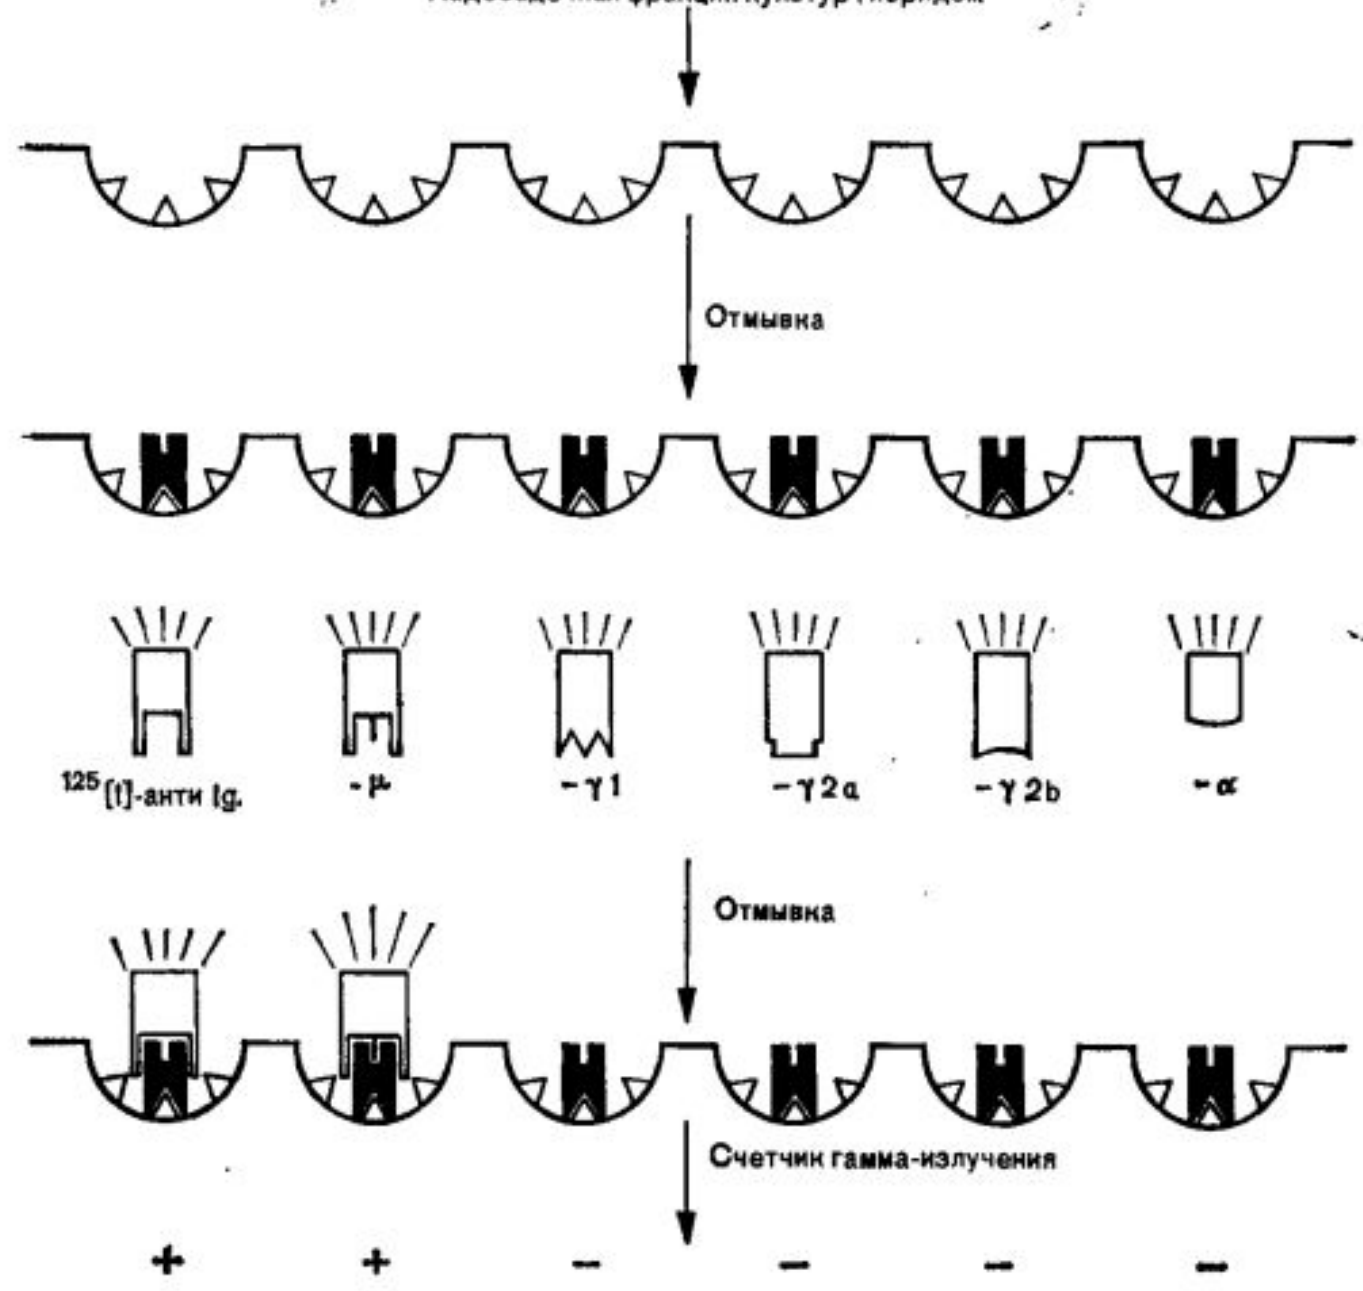 Отмывка
125[I]-анти Ig.
-μ
-γ1
-γ2a
-γ2b
-α
Отмывка
Счетчик гамма-излучения
+ + - - - -